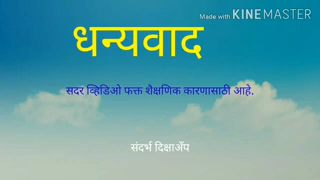 Made with KINEMASTER
धन्यवाद
सदर व्हिडिओ फक्त शैक्षणिक कारणासाठी आहे.
संदर्भ दिक्षाॲप